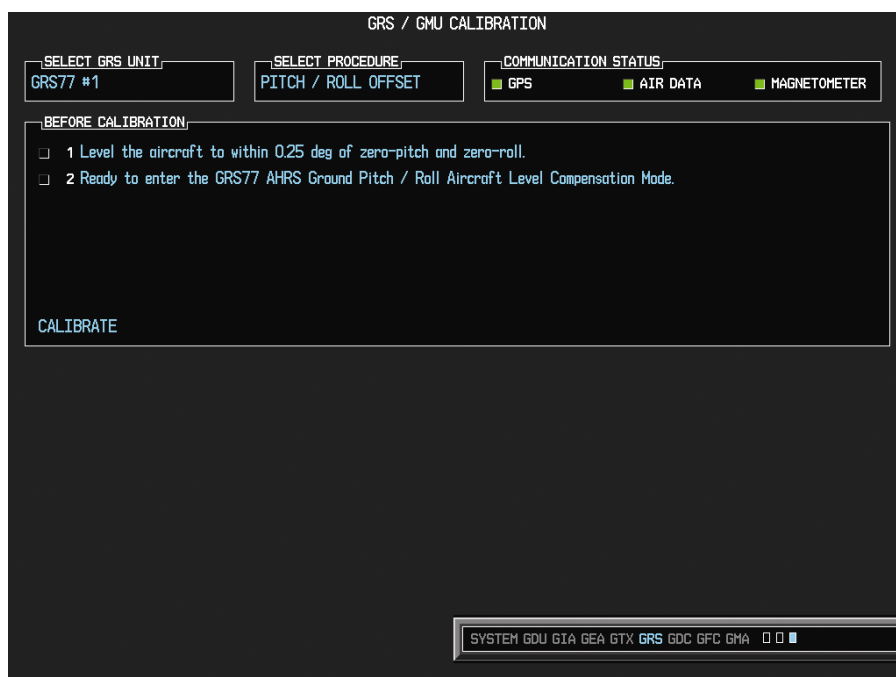 GRS / GMU CALIBRATION
SELECT GRS UNIT
GRS77 #1
SELECT PROCEDURE
PITCH / ROLL OFFSET
COMMUNICATION STATUS
GPS AIR DATA MAGNETOMETER
BEFORE CALIBRATION
1 Level the aircraft to within 0.25 deg of zero-pitch and zero-roll.
2 Ready to enter the GRS77 AHRS Ground Pitch / Roll Aircraft Level Compensation Mode.
CALIBRATE
SYSTEM GDU GIA GEA GTX GRS GDC GFC GMA